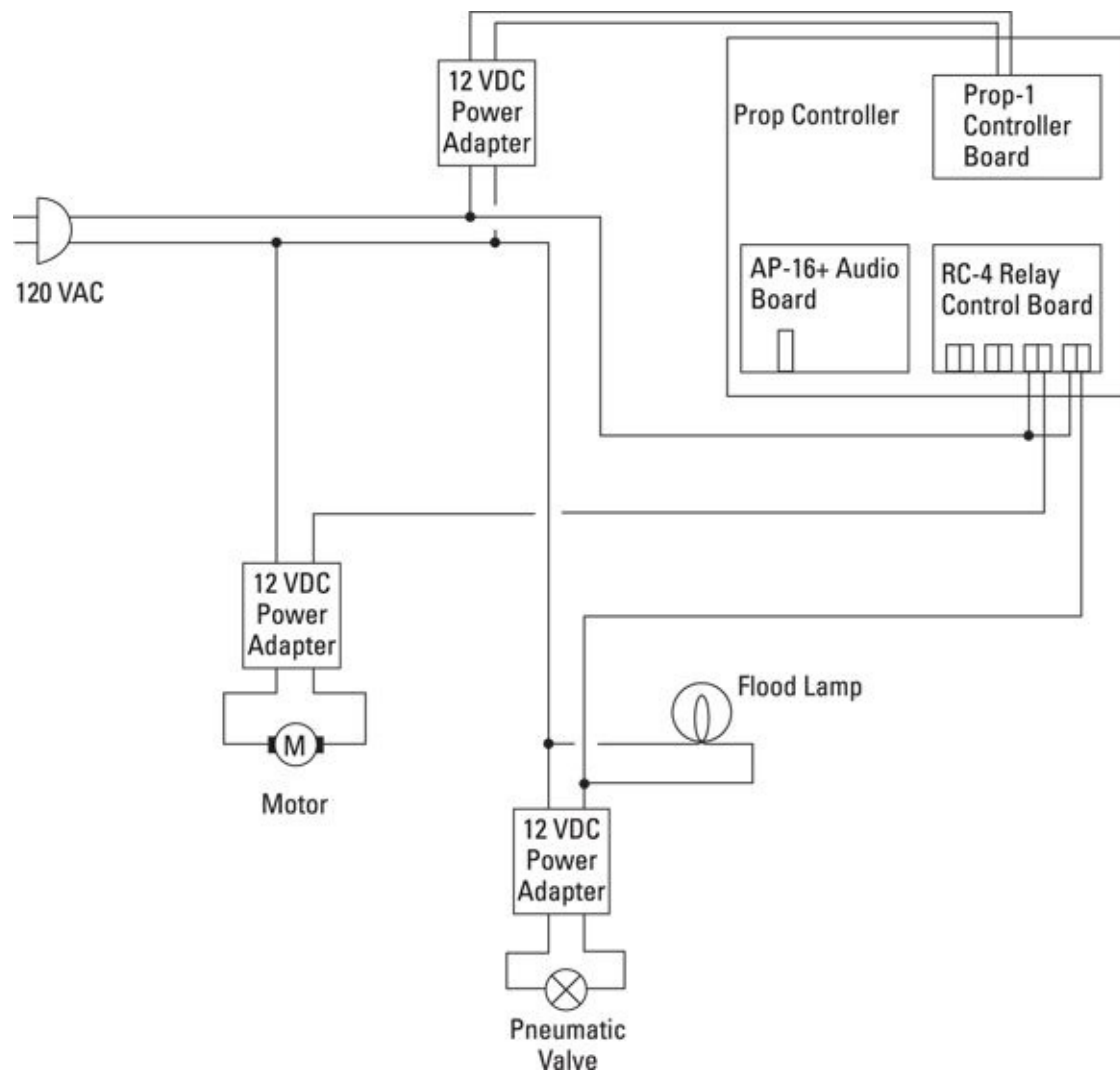 12 VDC
Power
Adapter
Prop Controller
Prop-1
Controller
Board
120 VAC
AP-16+ Audio
Board
RC-4 Relay
Control Board
12 VDC
Power
Adapter
M
Motor
Flood Lamp
12 VDC
Power
Adapter
Pneumatic
Valve